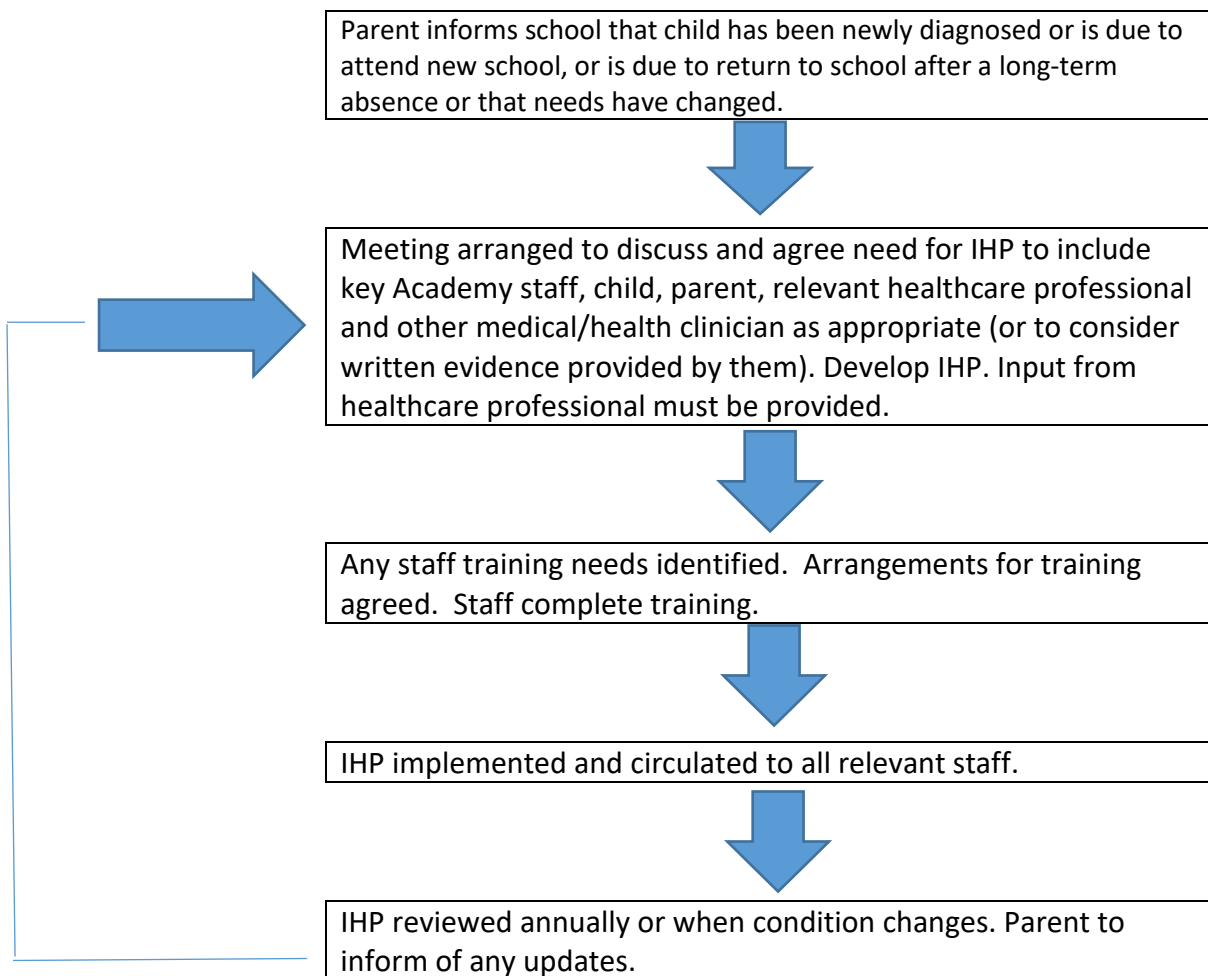 Parent informs school that child has been newly diagnosed or is due to
attend new school, or is due to return to school after a long-term
absence or that needs have changed.
Meeting arranged to discuss and agree need for IHP to include
key Academy staff, child, parent, relevant healthcare professional
and other medical/health clinician as appropriate (or to consider
written evidence provided by them). Develop IHP. Input from
healthcare professional must be provided.
Any staff training needs identified.  Arrangements for training
agreed.  Staff complete training.
IHP implemented and circulated to all relevant staff.
IHP reviewed annually or when condition changes. Parent to
inform of any updates.